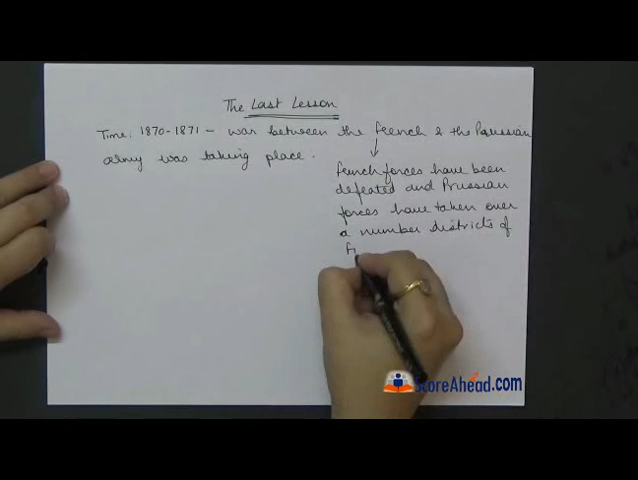 The Last Lesson
Time: 1870-1871 - war between the french & the Prussian
army was taking place.
french forces have been
defeated and Prussian
forces have taken over
a number districts of
fr
ScoreAhead.com